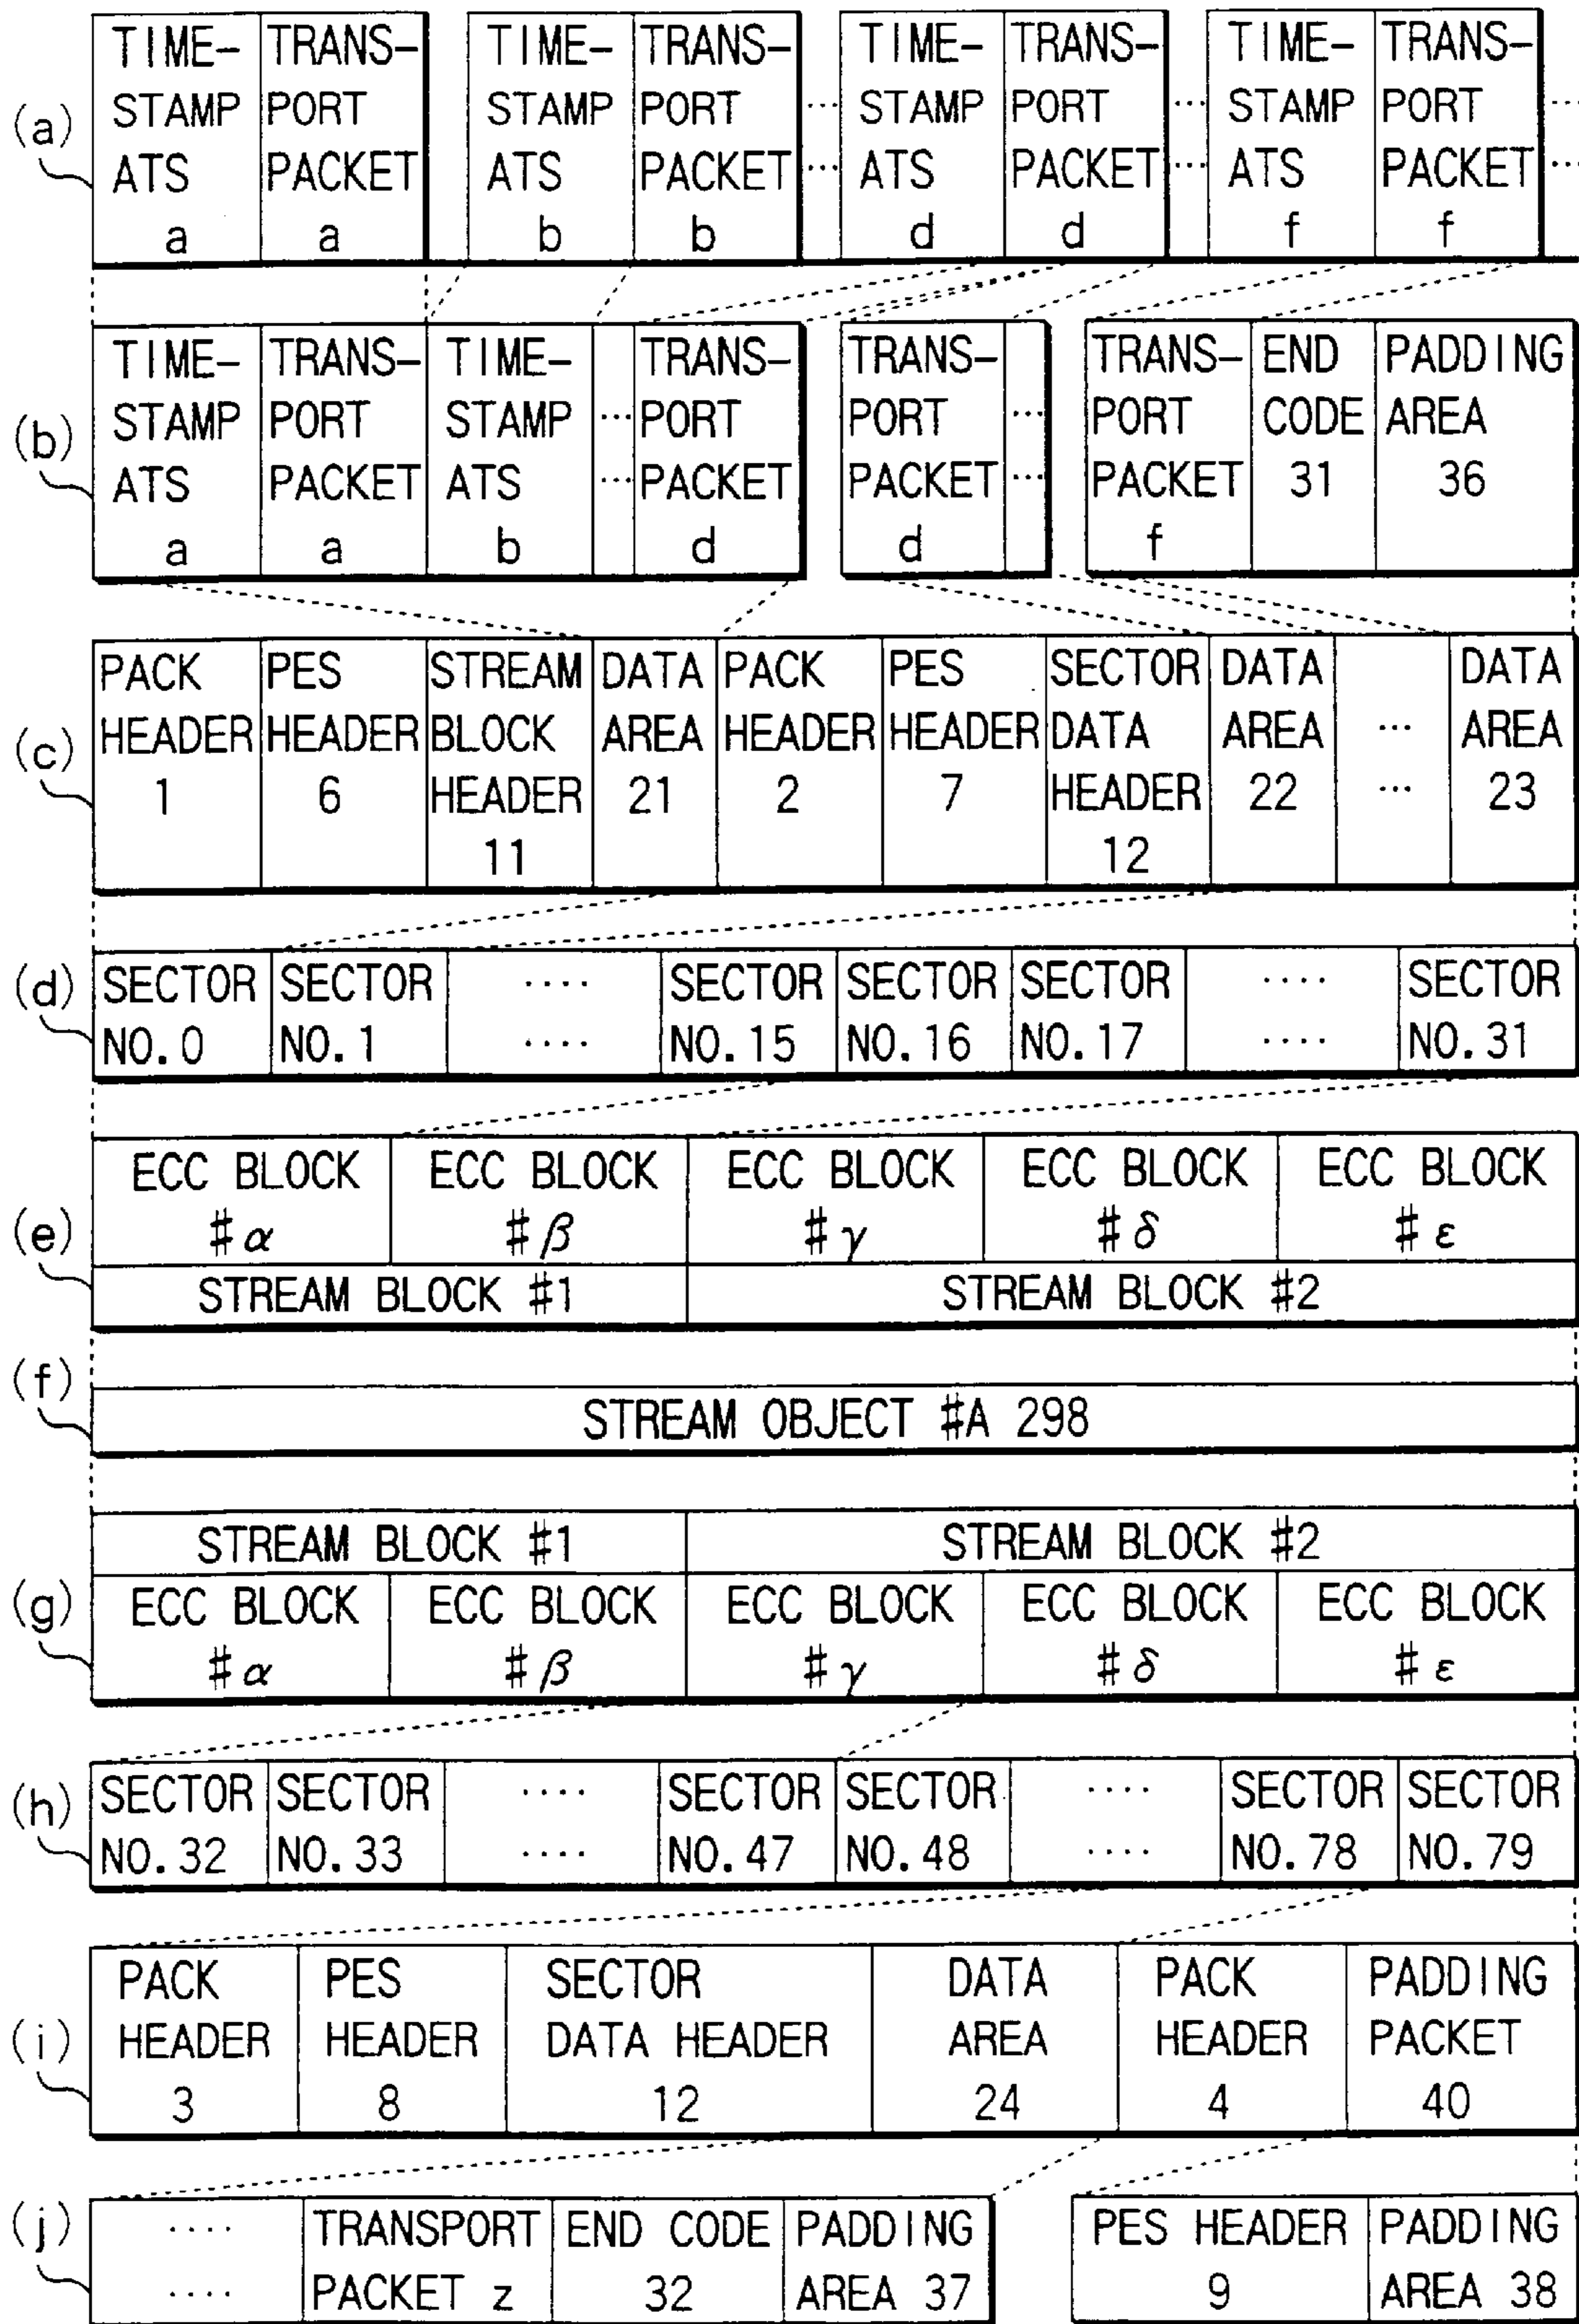 (a)
TIME- TRANS- TIME- TRANS- TIME- TRANS- TIME- TRANS-
STAMP PORT STAMP PORT ... STAMP PORT ... STAMP PORT ...
ATS PACKET ATS PACKET ... ATS PACKET ... ATS PACKET ...
a a b b d d f f
(b)
TIME- TRANS- TIME- TRANS- TRANS- TRANS- END PADDING
STAMP PORT STAMP ... PORT PORT ... PORT CODE AREA
ATS PACKET ATS ... PACKET PACKET ... PACKET 31 36
a a b d d f
(c)
PACK PES STREAM DATA PACK PES SECTOR DATA DATA
HEADER HEADER BLOCK AREA HEADER HEADER DATA AREA ... AREA
1 6 HEADER 21 2 7 HEADER 22 ... 23
11 12
(d)
SECTOR SECTOR .... SECTOR SECTOR SECTOR .... SECTOR
NO.0 NO.1 .... NO.15 NO.16 NO.17 .... NO.31
(e)
ECC BLOCK ECC BLOCK ECC BLOCK ECC BLOCK ECC BLOCK
#α #β #γ #δ #ε
STREAM BLOCK #1 STREAM BLOCK #2
(f)
STREAM OBJECT #A 298
(g)
STREAM BLOCK #1 STREAM BLOCK #2
ECC BLOCK ECC BLOCK ECC BLOCK ECC BLOCK ECC BLOCK
#α #β #γ #δ #ε
(h)
SECTOR SECTOR .... SECTOR SECTOR .... SECTOR SECTOR
NO.32 NO.33 .... NO.47 NO.48 .... NO.78 NO.79
(i)
PACK PES SECTOR DATA PACK PADDING
HEADER HEADER DATA HEADER AREA HEADER PACKET
3 8 12 24 4 40
(j)
.... TRANSPORT END CODE PADDING PES HEADER PADDING
.... PACKET z 32 AREA 37 9 AREA 38